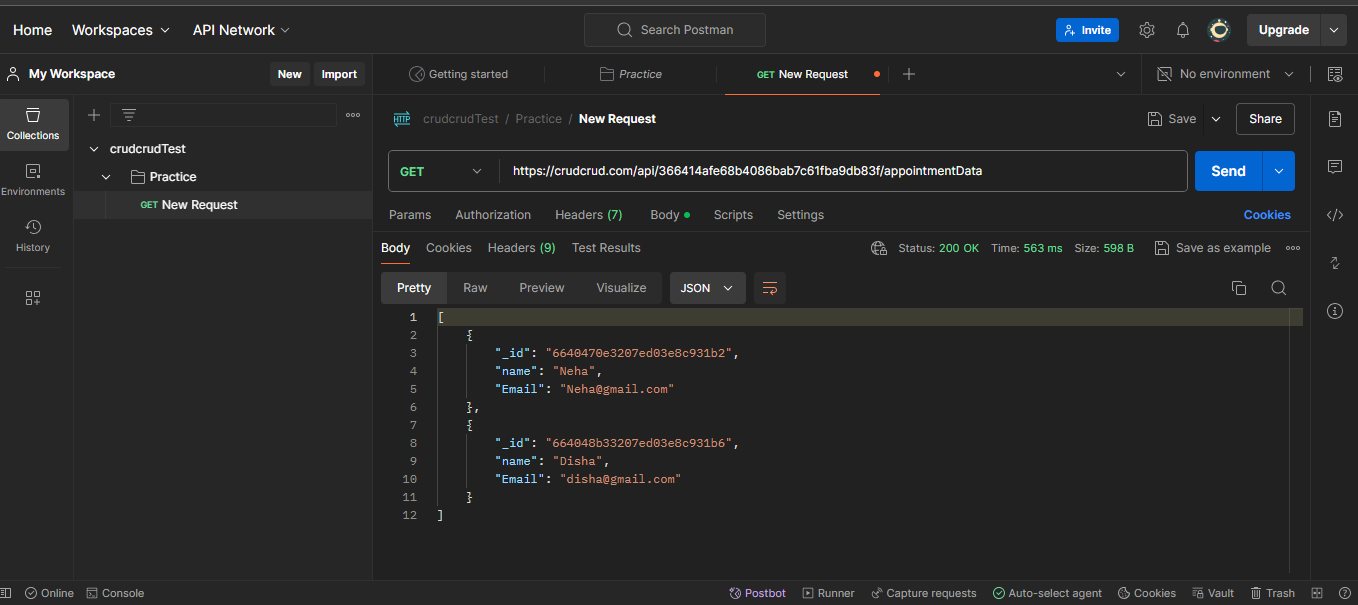 Home Workspaces API Network Search Postman Invite Upgrade
My Workspace New Import Getting started Practice GET New Request No environment
Collections
Environments
History
crudcrudTest
Practice
GET New Request
HTTP crudcrudTest / Practice / New Request Save Share
GET https://crudcrud.com/api/366414afe68b4086bab7c61fba9db83f/appointmentData Send
Params Authorization Headers (7) Body Scripts Settings Cookies
Body Cookies Headers (9) Test Results Status: 200 OK Time: 563 ms Size: 598 B Save as example
Pretty Raw Preview Visualize JSON
1 [
2 {
3 "_id": "6640470e3207ed03e8c931b2",
4 "name": "Neha",
5 "Email": "Neha@gmail.com"
6 },
7 {
8 "_id": "664048b33207ed03e8c931b6",
9 "name": "Disha",
10 "Email": "disha@gmail.com"
11 }
12 ]
Online Console Postbot Runner Capture requests Auto-select agent Cookies Vault Trash